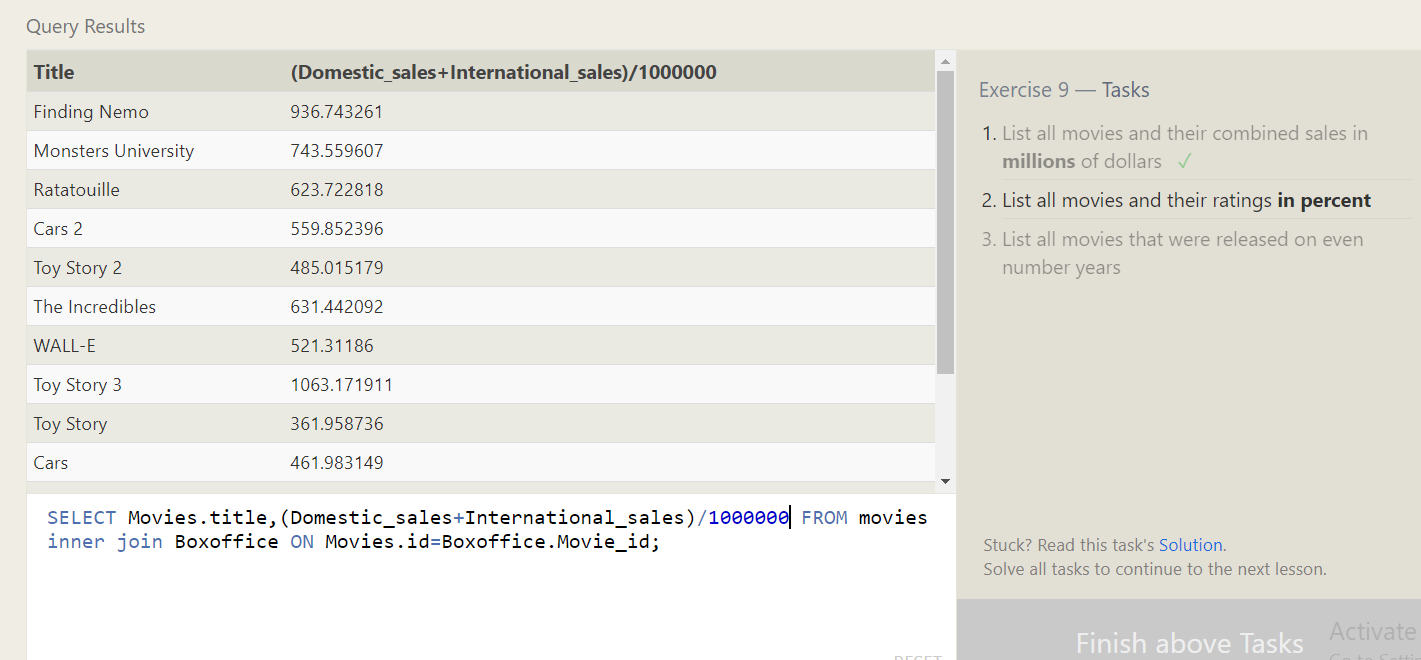 Query Results
Title (Domestic_sales+International_sales)/1000000
Finding Nemo 936.743261
Monsters University 743.559607
Ratatouille 623.722818
Cars 2 559.852396
Toy Story 2 485.015179
The Incredibles 631.442092
WALL-E 521.31186
Toy Story 3 1063.171911
Toy Story 361.958736
Cars 461.983149
SELECT Movies.title,(Domestic_sales+International_sales)/1000000 FROM movies
inner join Boxoffice ON Movies.id=Boxoffice.Movie_id;
RESET
Exercise 9 — Tasks
1. List all movies and their combined sales in
millions of dollars ✓
2. List all movies and their ratings in percent
3. List all movies that were released on even
number years
Stuck? Read this task's Solution.
Solve all tasks to continue to the next lesson.
Finish above Tasks
Activate
Go to